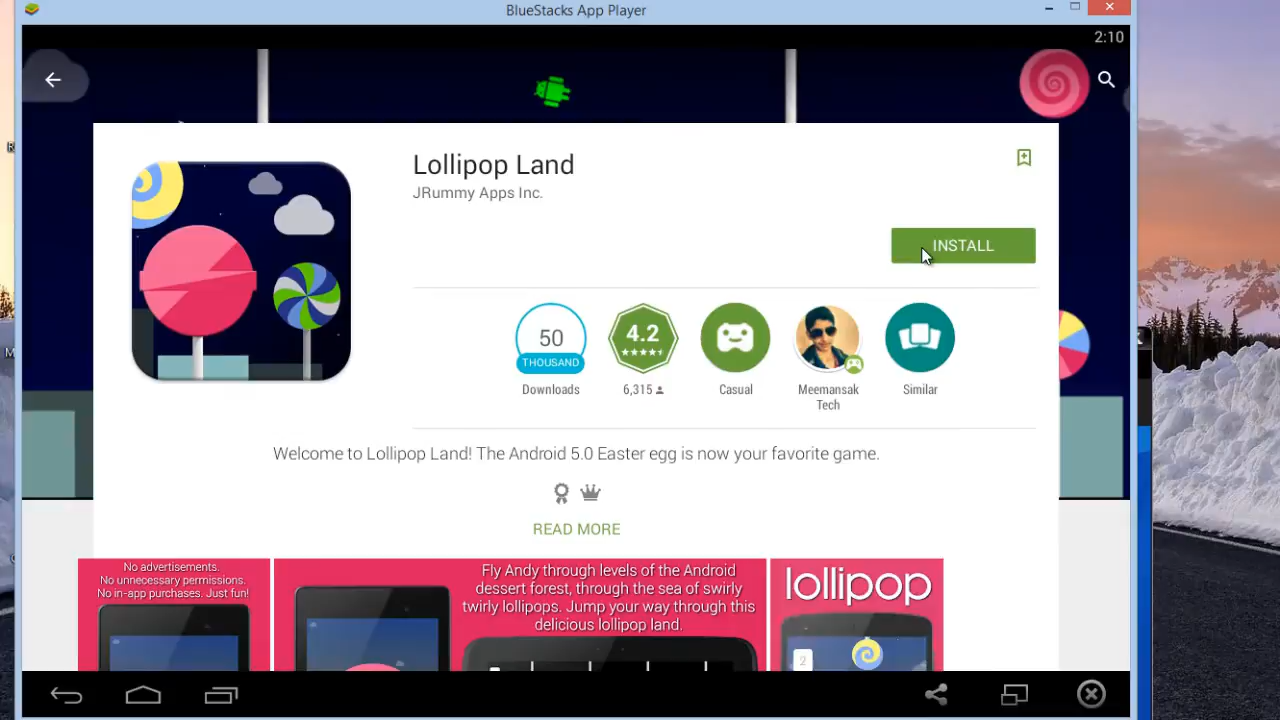 BlueStacks App Player
2:10
Lollipop Land
JRummy Apps Inc.
INSTALL
50
THOUSAND
Downloads
4.2
6,315
Casual
Meemansak
Tech
Similar
Welcome to Lollipop Land! The Android 5.0 Easter egg is now your favorite game.
READ MORE
No advertisements.
No unnecessary permissions.
No in-app purchases. Just fun!
Fly Andy through levels of the Android
dessert forest, through the sea of swirly
twirly lollipops. Jump your way through this
delicious lollipop land.
lollipop
2